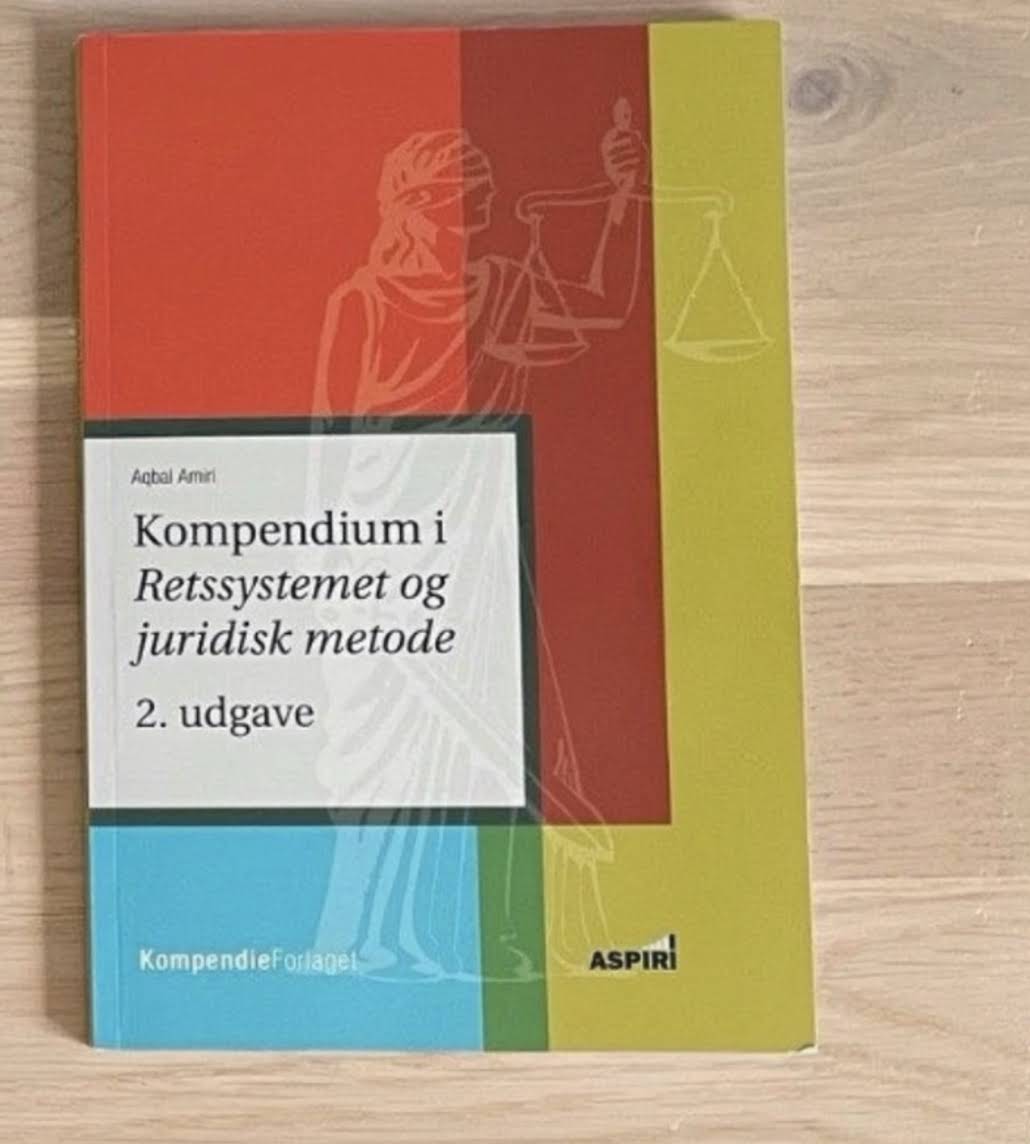 Aqbal Amiri
Kompendium i
Retssystemet og
juridisk metode
2. udgave
KompendieForlaget
ASPIRI